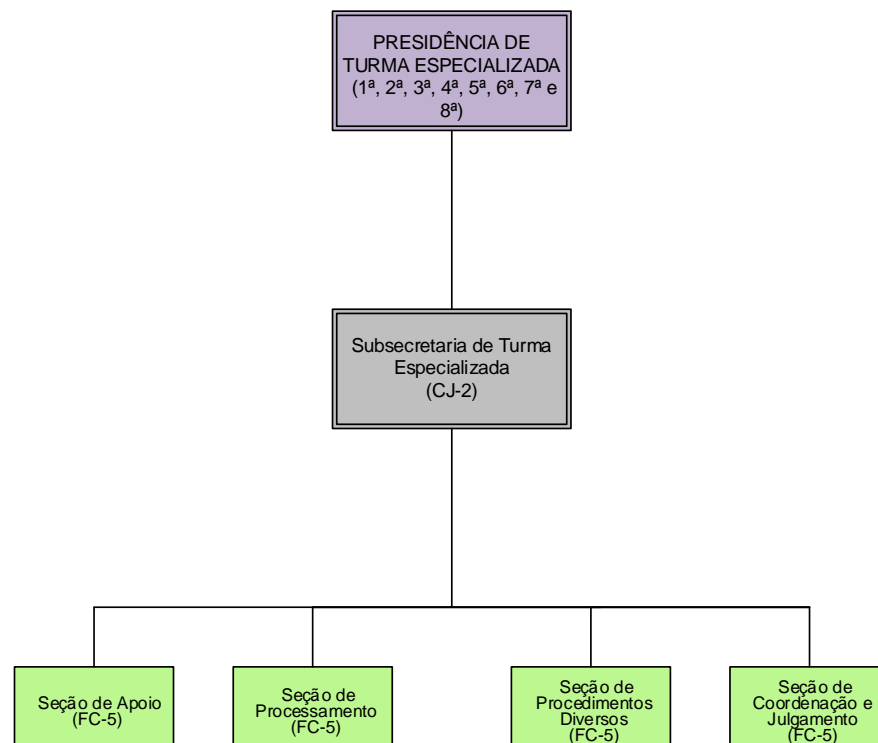 PRESIDÊNCIA DE
TURMA ESPECIALIZADA
(1ª, 2ª, 3ª, 4ª, 5ª, 6ª, 7ª e
8ª)
Subsecretaria de Turma
Especializada
(CJ-2)
Seção de Apoio
(FC-5)
Seção de
Processamento
(FC-5)
Seção de
Procedimentos
Diversos
(FC-5)
Seção de
Coordenação e
Julgamento
(FC-5)